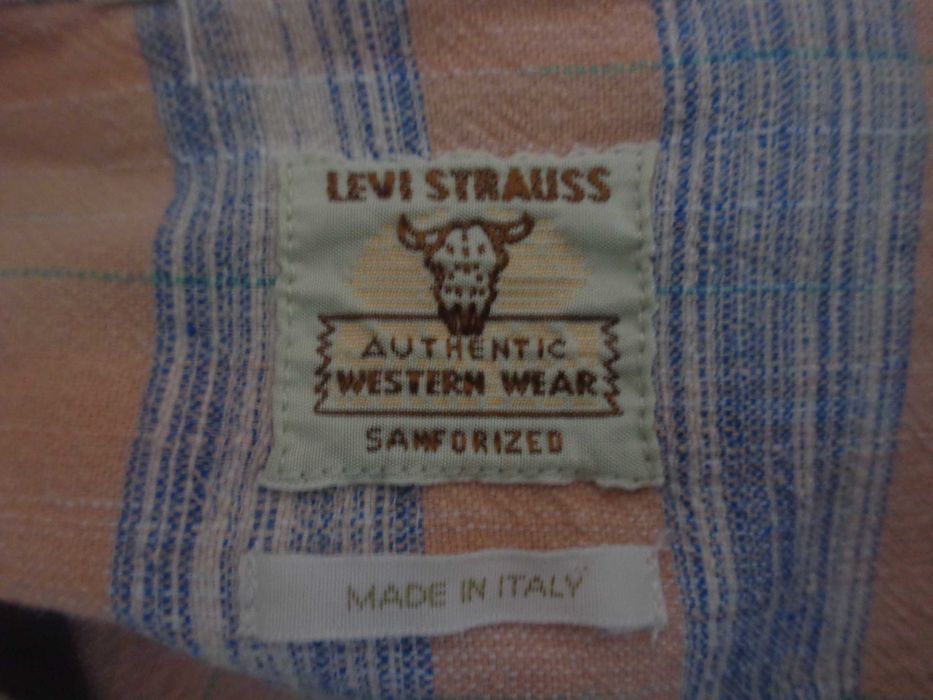 LEVI STRAUSS
AUTHENTIC
WESTERN WEAR
SANFORIZED
MADE IN ITALY